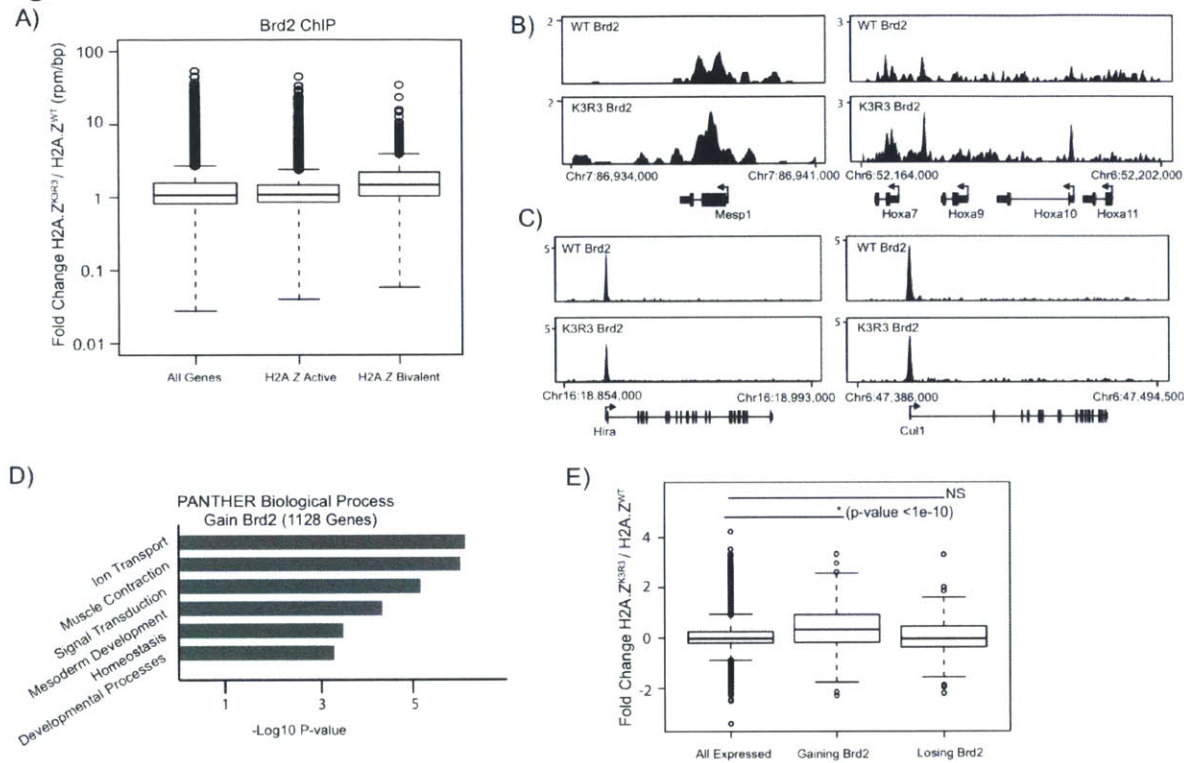 A)
Brd2 ChIP
Fold Change H2A.Z^K3R3 / H2A.Z^WT (rpm/bp)
100
10
1
0.1
0.01
All Genes
H2A.Z Active
H2A.Z Bivalent
B)
2
WT Brd2
2
K3R3 Brd2
Chr7:86,934,000
Chr7:86,941,000
Mesp1
3
WT Brd2
3
K3R3 Brd2
Chr6:52,164,000
Chr6:52,202,000
Hoxa7
Hoxa9
Hoxa10
Hoxa11
C)
5
WT Brd2
5
K3R3 Brd2
Chr16:18,854,000
Chr16:18,993,000
Hira
5
WT Brd2
5
K3R3 Brd2
Chr6:47,386,000
Chr6:47,494,500
Cul1
D)
PANTHER Biological Process
Gain Brd2 (1128 Genes)
Ion Transport
Muscle Contraction
Signal Transduction
Mesoderm Development
Homeostasis
Developmental Processes
1
3
5
-Log10 P-value
E)
Fold Change H2A.Z^K3R3 / H2A.Z^WT
NS
* (p-value <1e-10)
4
2
0
-2
All Expressed
Gaining Brd2
Losing Brd2